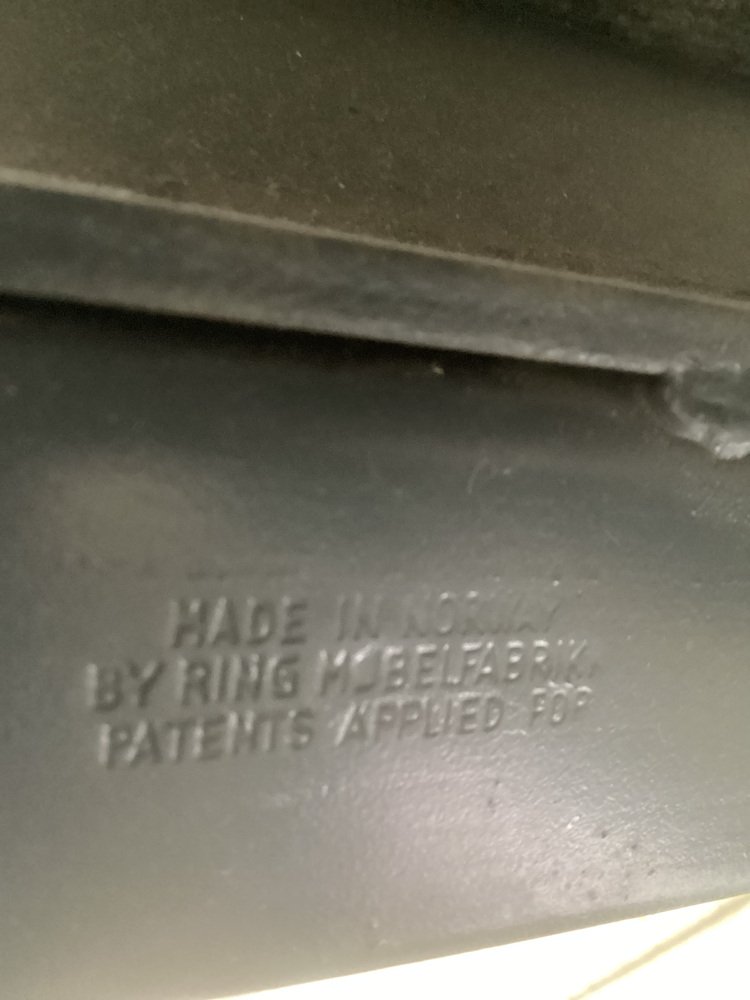 MADE IN NORWAY
BY RING MØBELFABRIK.
PATENTS APPLIED FOR